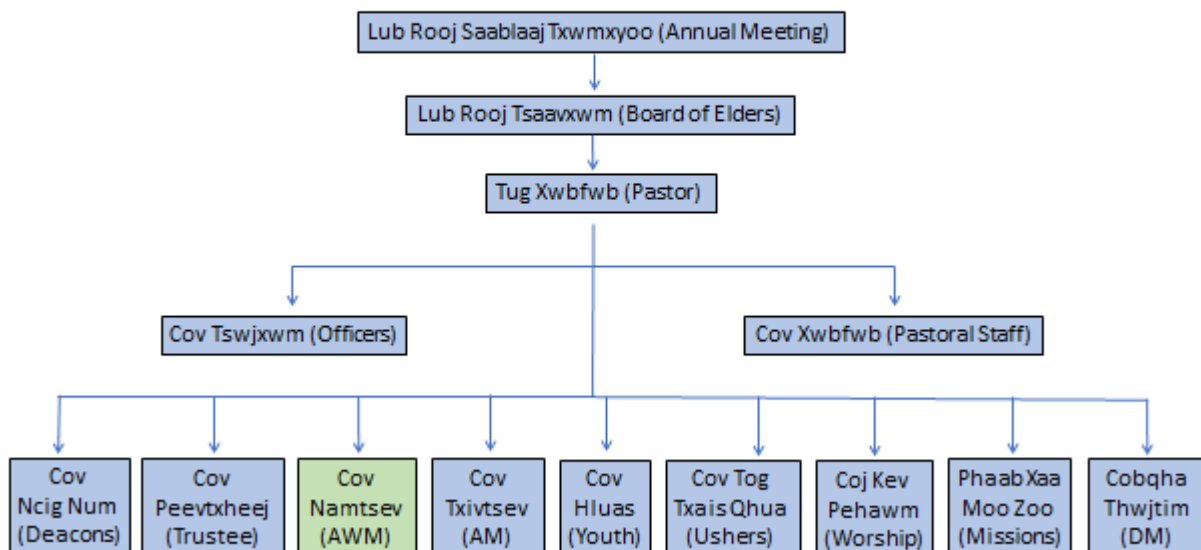 Lub Rooj Saablaaj Txwmxyoo (Annual Meeting)
Lub Rooj Tsaavxwm (Board of Elders)
Tug Xwbfwb (Pastor)
Cov Tswjxwm (Officers)
Cov Xwbfwb (Pastoral Staff)
Cov
Ncig Num
(Deacons)
Cov
Peevtxheej
(Trustee)
Cov
Namtsev
(AWM)
Cov
Txivtsev
(AM)
Cov
Hluas
(Youth)
Cov Tog
Txais Qhua
(Ushers)
Coj Kev
Pehawm
(Worship)
Phaab Xaa
Moo Zoo
(Missions)
Cobqha
Thwjtim
(DM)